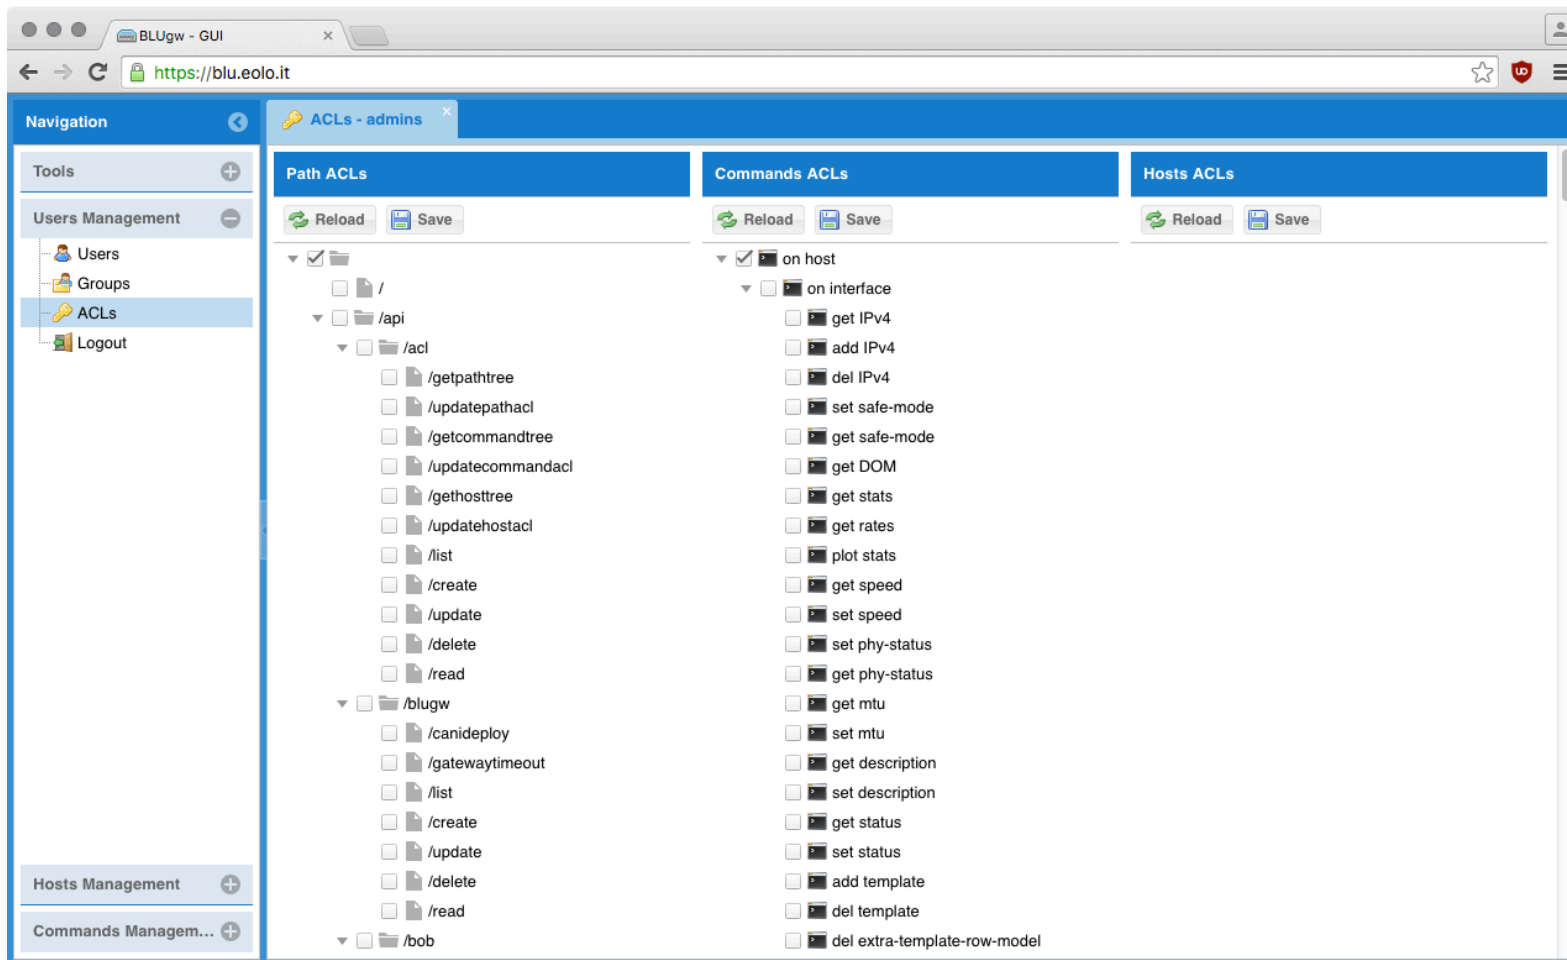 BLUgw - GUI
https://blu.eolo.it
Navigation
Tools
Users Management
Users
Groups
ACLs
Logout
Hosts Management
Commands Managem...
ACLs - admins
Path ACLs
Reload Save
/
/api
/acl
/getpathtree
/updatepathacl
/getcommandtree
/updatecommandacl
/gethosttree
/updatehostacl
/list
/create
/update
/delete
/read
/blugw
/canideploy
/gatewaytimeout
/list
/create
/update
/delete
/read
/bob
Commands ACLs
Reload Save
on host
on interface
get IPv4
add IPv4
del IPv4
set safe-mode
get safe-mode
get DOM
get stats
get rates
plot stats
get speed
set speed
set phy-status
get phy-status
get mtu
set mtu
get description
set description
get status
set status
add template
del template
del extra-template-row-model
Hosts ACLs
Reload Save